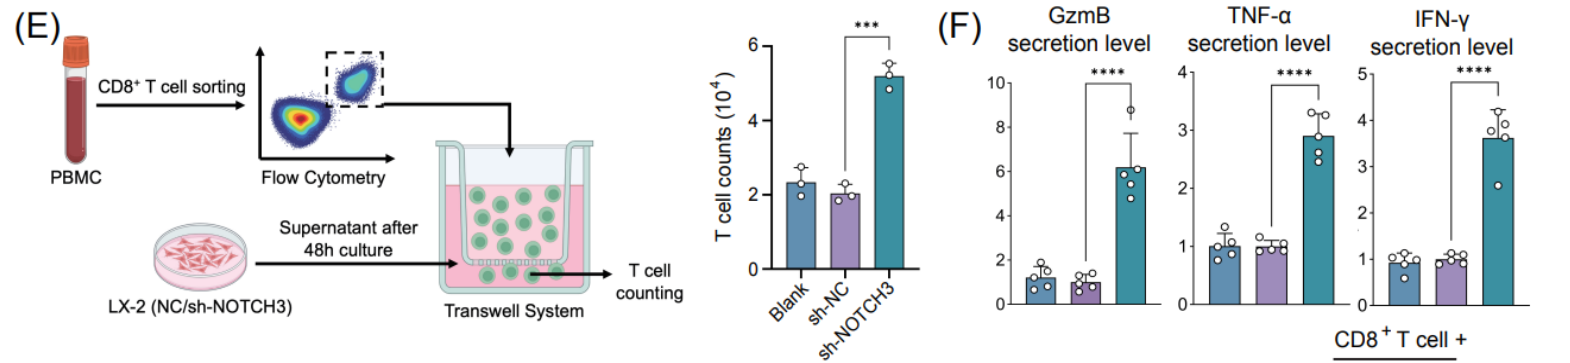 (E)
CD8⁺ T cell sorting
PBMC
Flow Cytometry
Supernatant after
48h culture
LX-2 (NC/sh-NOTCH3)
Transwell System
T cell
counting
T cell counts (10⁴)
6
4
2
0
***
Blank
sh-NC
sh-NOTCH3
(F)
GzmB
secretion level
10
8
6
4
2
0
****
TNF-α
secretion level
4
3
2
1
0
****
IFN-γ
secretion level
5
4
3
2
1
0
****
CD8⁺ T cell +